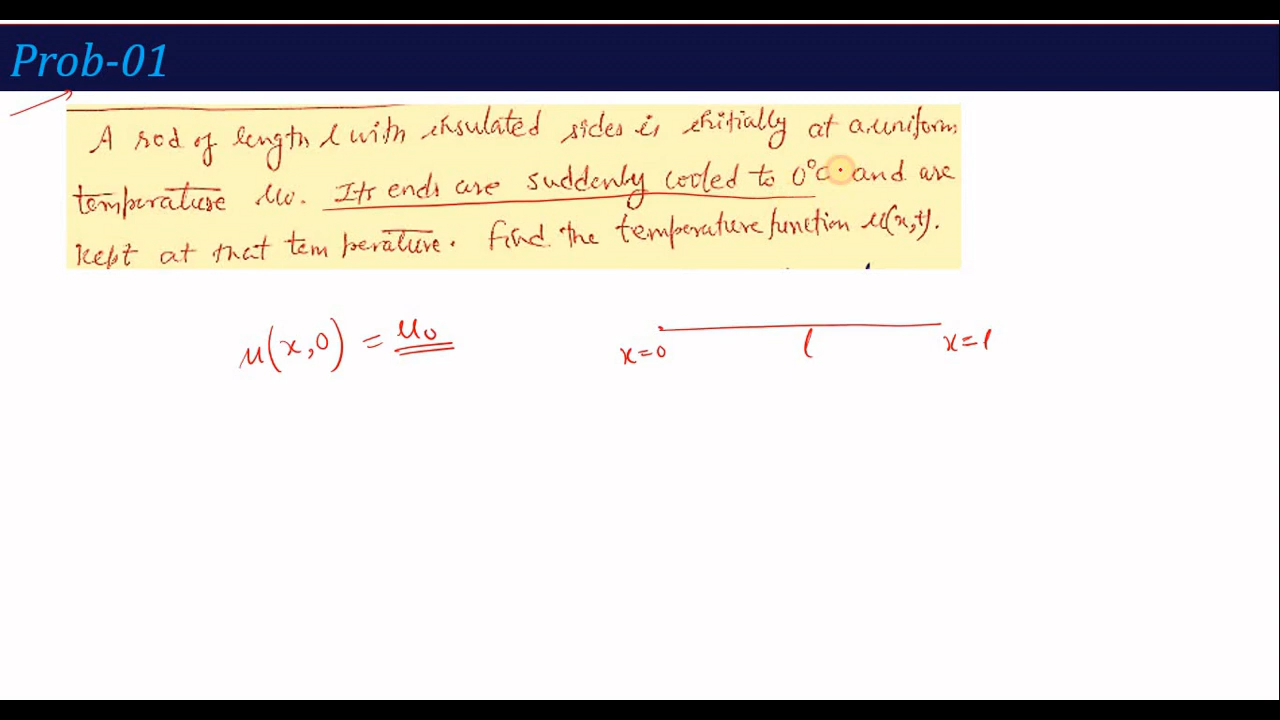 Prob-01
A rod of length l with insulated sides is initially at a uniform
temperature u0. Its ends are suddenly cooled to 0°C and are
kept at that temperature. Find the temperature function u(x,t).
u(x,0) = u0
x=0 l x=l